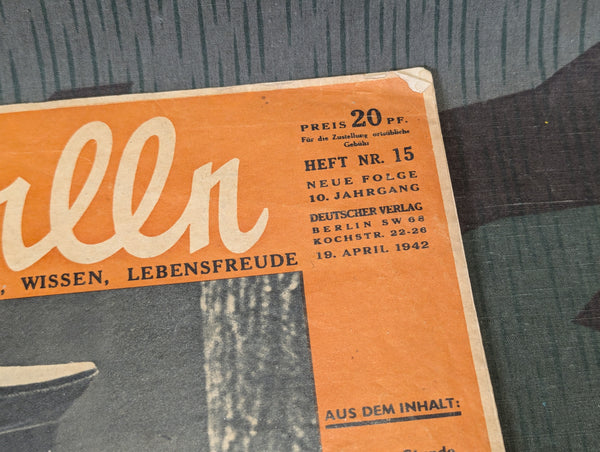 PREIS 20 PF.
Für die Zustellung ortsübliche
Gebühr
HEFT NR. 15
NEUE FOLGE
10. JAHRGANG
DEUTSCHER VERLAG
BERLIN SW 68
KOCHSTR. 22-26
19. APRIL 1942
, WISSEN, LEBENSFREUDE
AUS DEM INHALT: